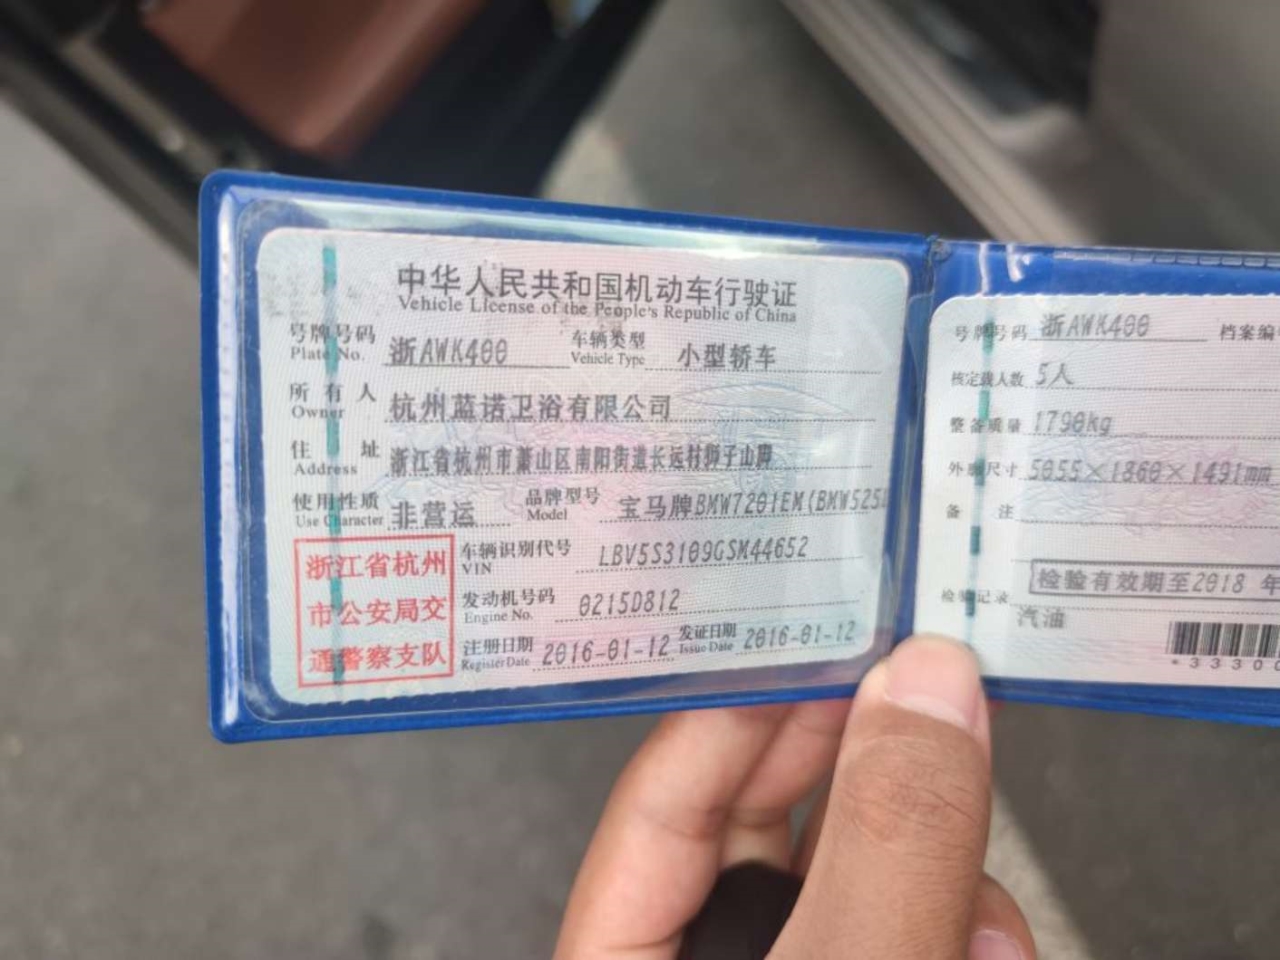 中华人民共和国机动车行驶证
Vehicle License of the People's Republic of China
号牌号码 浙AWK400 车辆类型 小型轿车
Plate No. Vehicle Type
所有人 杭州蓝诺卫浴有限公司
Owner
住址 浙江省杭州市萧山区南阳街道长远村狮子山脚
Address
使用性质 非营运 品牌型号 宝马牌BMW7201EM(BMW525L
Use Character Model
浙江省杭州
市公安局交
通警察支队
车辆识别代号 LBV5S3109GSM44652
VIN
发动机号码 0215D812
Engine No.
注册日期 2016-01-12 发证日期 2016-01-12
Register Date Issue Date
号牌号码 浙AWK400 档案编
核定载人数 5人
整备质量 1790kg
外廓尺寸 5055×1860×1491mm
备注
检验有效期至2018 年
检验记录
汽油
*3330